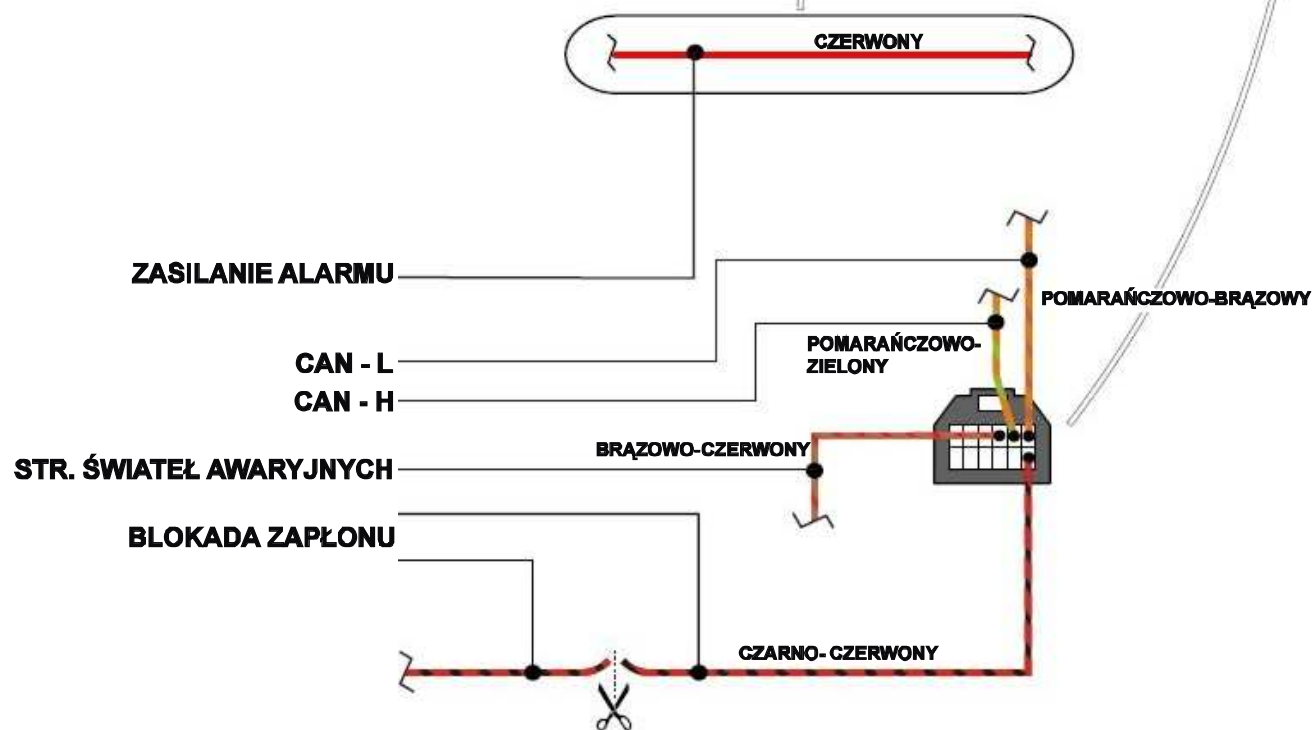 CZERWONY
ZASILANIE ALARMU
POMARAŃCZOWO-BRĄZOWY
POMARAŃCZOWO-
ZIELONY
CAN - L
CAN - H
BRĄZOWO-CZERWONY
STR. ŚWIATEŁ AWARYJNYCH
BLOKADA ZAPŁONU
CZARNO- CZERWONY